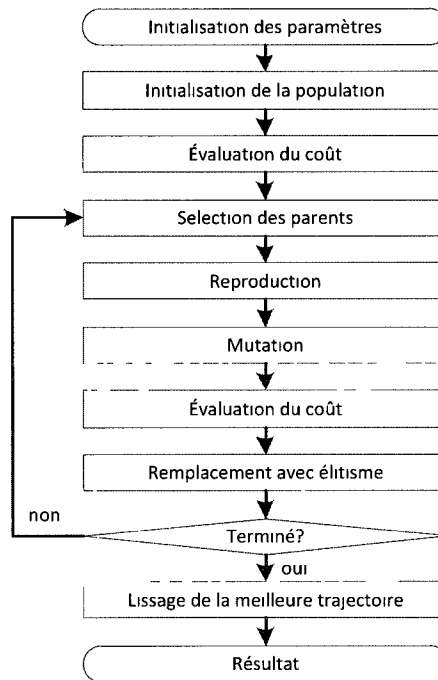 Initialisation des paramètres
Initialisation de la population
Évaluation du coût
Selection des parents
Reproduction
Mutation
Évaluation du coût
Remplacement avec élitisme
non
Terminé?
oui
Lissage de la meilleure trajectoire
Résultat